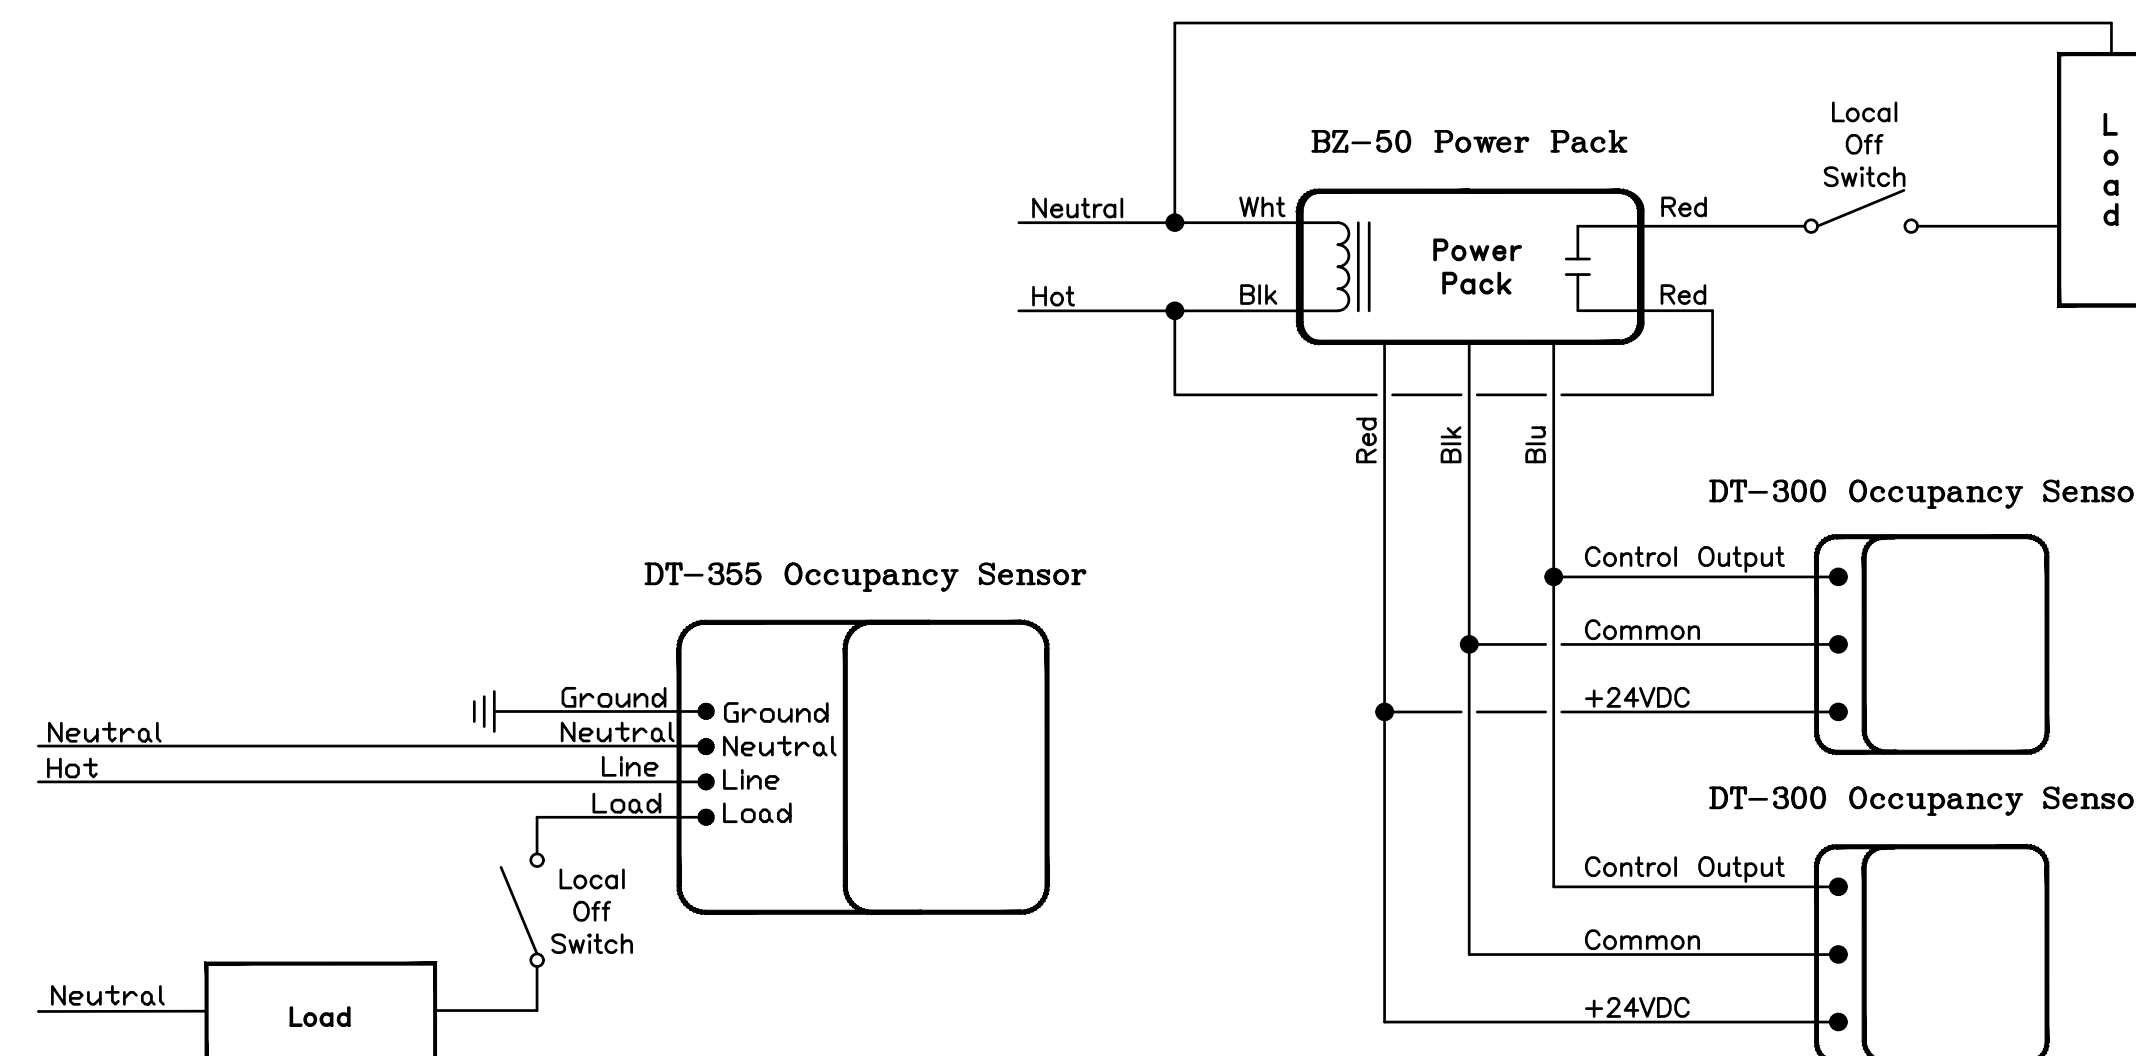 Local
Off
Switch
BZ-50 Power Pack
Neutral
Wht
Red
Power
Pack
Hot
Blk
Red
Load
Red
Blk
Blu
DT-300 Occupancy Senso
Control Output
Common
+24VDC
DT-355 Occupancy Sensor
Ground
Ground
Neutral
Neutral
Neutral
Hot
Line
Line
Load
Load
Local
Off
Switch
Neutral
Load
DT-300 Occupancy Senso
Control Output
Common
+24VDC